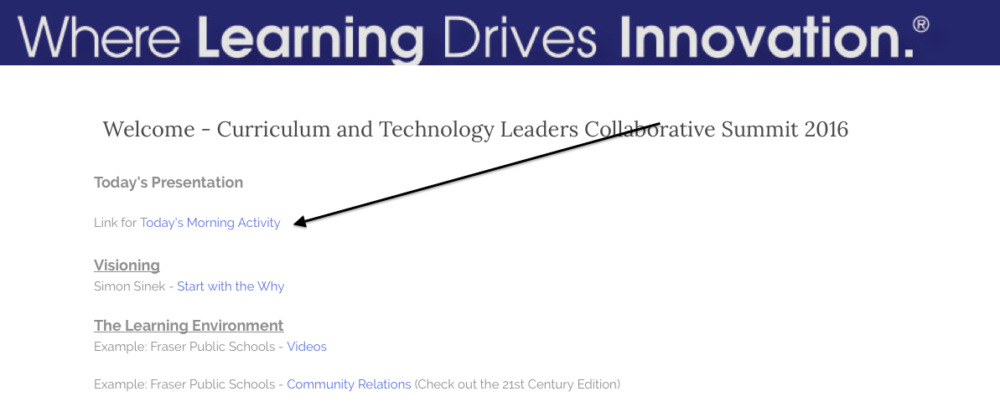 Where Learning Drives Innovation.®
Welcome - Curriculum and Technology Leaders Collaborative Summit 2016
Today's Presentation
Link for Today's Morning Activity
Visioning
Simon Sinek - Start with the Why
The Learning Environment
Example: Fraser Public Schools - Videos
Example: Fraser Public Schools - Community Relations (Check out the 21st Century Edition)